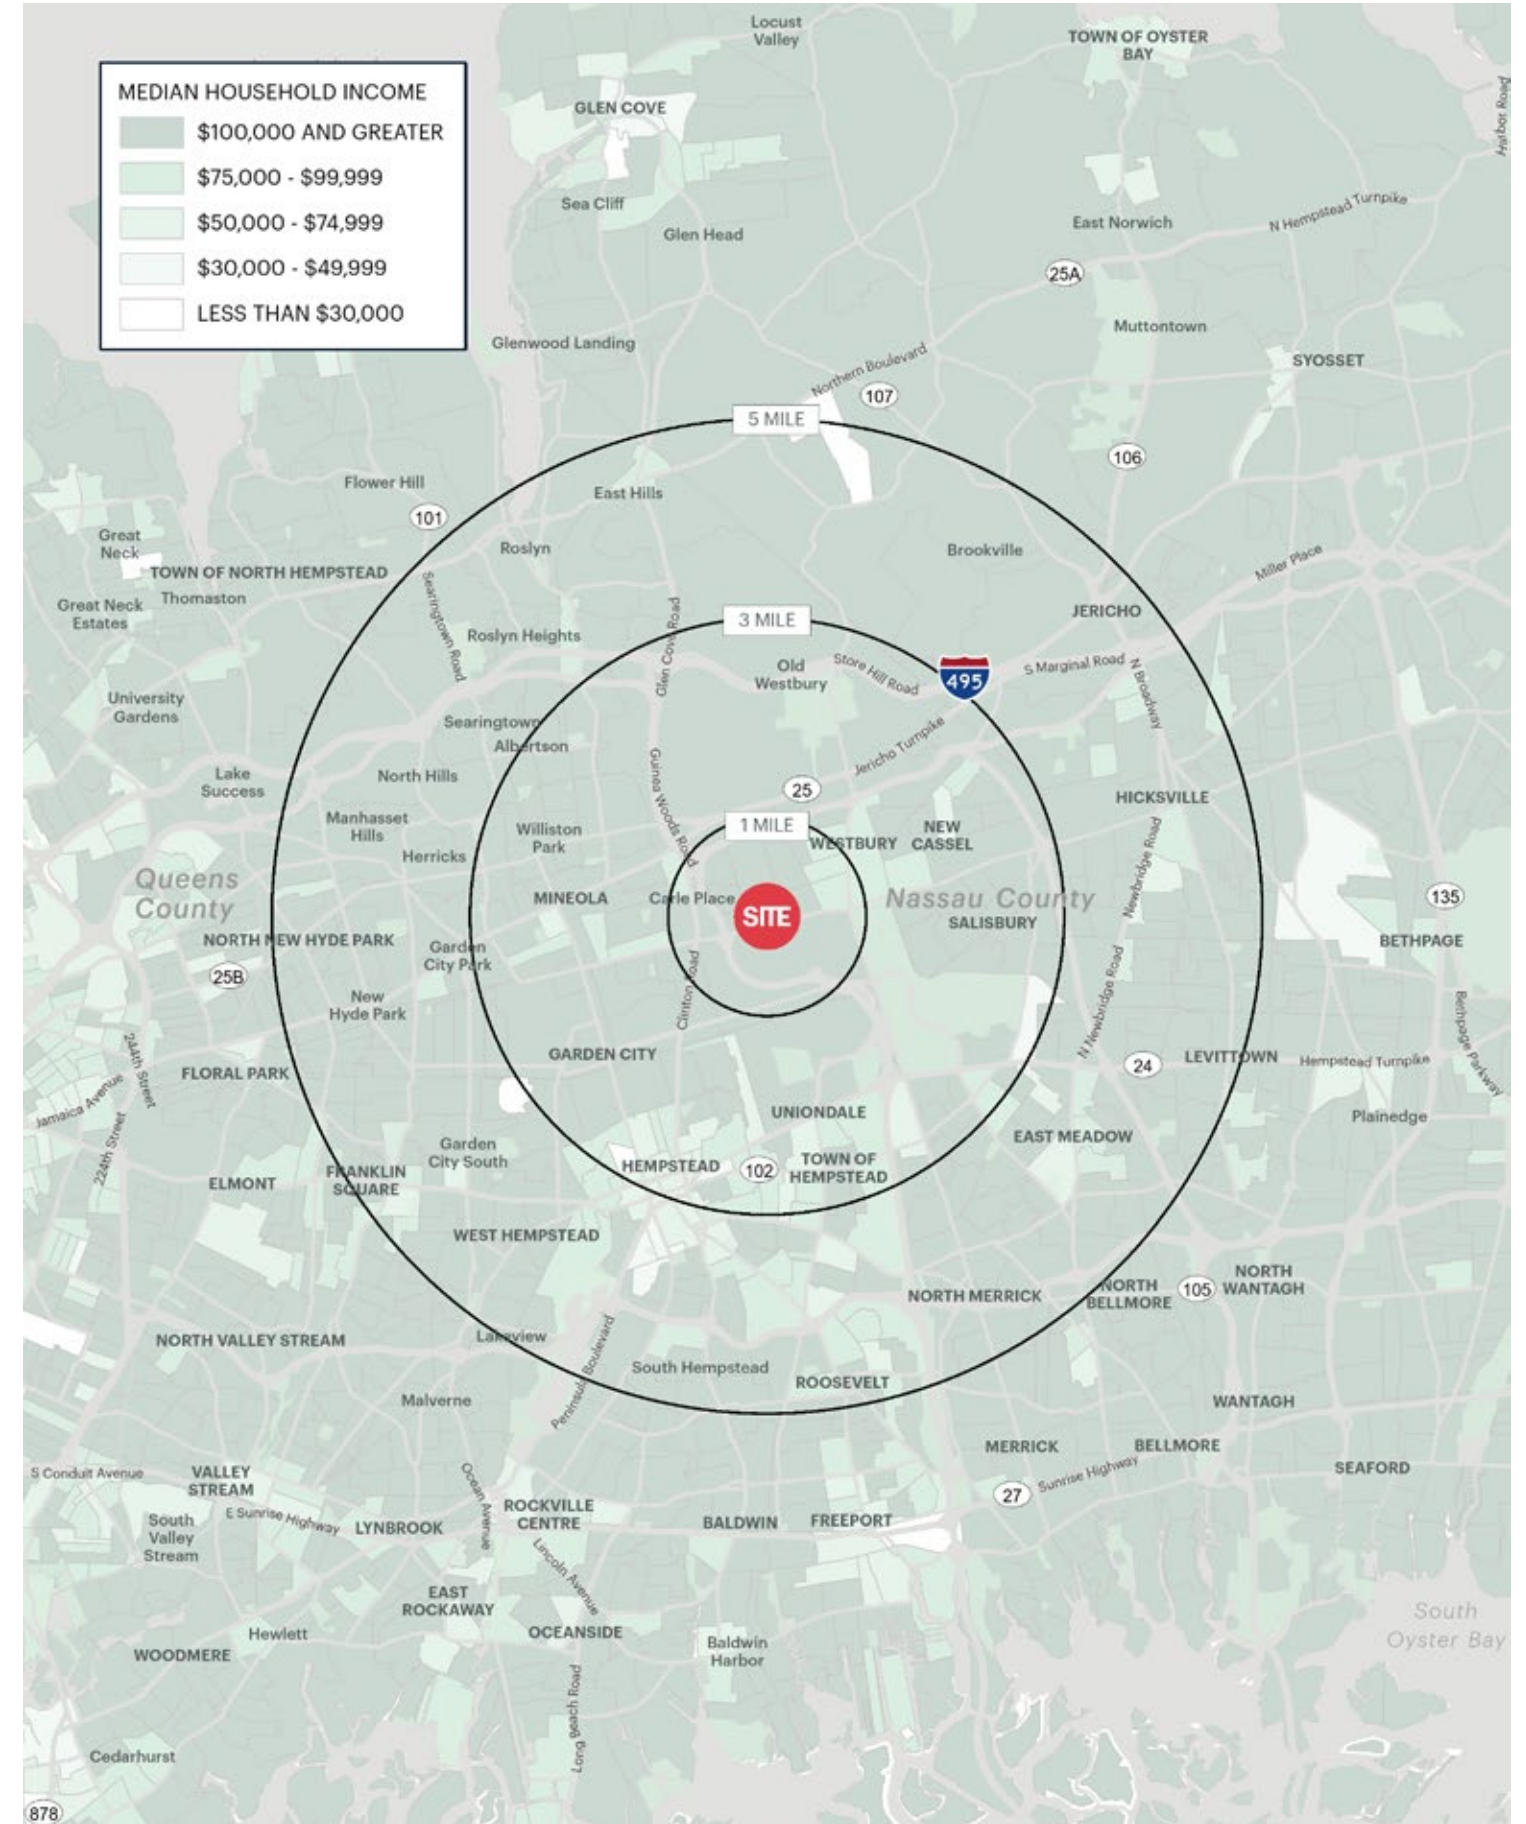 Locust
Valley
TOWN OF OYSTER
BAY
Harbor Road
MEDIAN HOUSEHOLD INCOME
$100,000 AND GREATER
$75,000 - $99,999
$50,000 - $74,999
$30,000 - $49,999
LESS THAN $30,000
GLEN COVE
Sea Cliff
Glen Head
East Norwich
N Hempstead Turnpike
25A
Muttontown
Glenwood Landing
SYOSSET
Northern Boulevard
107
5 MILE
106
Flower Hill
East Hills
101
Great
Neck
Roslyn
Brookville
Miller Place
TOWN OF NORTH HEMPSTEAD
Thomaston
Great Neck
Estates
Searingtown Road
Glen Cove Road
3 MILE
JERICHO
Roslyn Heights
Old
Westbury
Store Hill Road
495
S Marginal Road
N Broadway
University
Gardens
Searingtown
Albertson
Jericho Turnpike
Guinea Woods Road
Lake
Success
North Hills
25
HICKSVILLE
Manhasset
Hills
Williston
Park
1 MILE
WESTBURY
NEW
CASSEL
Herricks
Newbridge Road
Queens
County
MINEOLA
Carle Place
SITE
Nassau County
SALISBURY
135
BETHPAGE
NORTH NEW HYDE PARK
Garden
City Park
25B
New
Hyde Park
Clinton Road
N Newbridge Road
Bethpage Parkway
GARDEN CITY
244th Street
FLORAL PARK
24
LEVITTOWN
Hempstead Turnpike
Jamaica Avenue
UNIONDALE
Plainedge
224th Street
Garden
City South
EAST MEADOW
HEMPSTEAD
102
TOWN OF
HEMPSTEAD
ELMONT
FRANKLIN
SQUARE
WEST HEMPSTEAD
NORTH MERRICK
NORTH
BELLMORE
105
NORTH
WANTAGH
NORTH VALLEY STREAM
Lakeview
Peninsula Boulevard
South Hempstead
ROOSEVELT
Malverne
WANTAGH
MERRICK
BELLMORE
S Conduit Avenue
VALLEY
STREAM
Ocean Avenue
27
Sunrise Highway
SEAFORD
South
Valley
Stream
E Sunrise Highway
LYNBROOK
ROCKVILLE
CENTRE
BALDWIN
FREEPORT
Lincoln Avenue
EAST
ROCKAWAY
South
Oyster Bay
Hewlett
WOODMERE
OCEANSIDE
Baldwin
Harbor
Long Beach Road
Cedarhurst
878